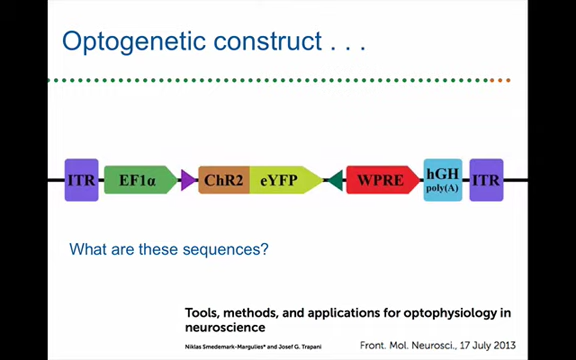 Optogenetic construct . . .
ITR EF1α ChR2 eYFP WPRE hGH poly(A) ITR
What are these sequences?
Tools, methods, and applications for optophysiology in
neuroscience
Niklas Smedemark-Margulies* and Josef G. Trapani
Front. Mol. Neurosci., 17 July 2013